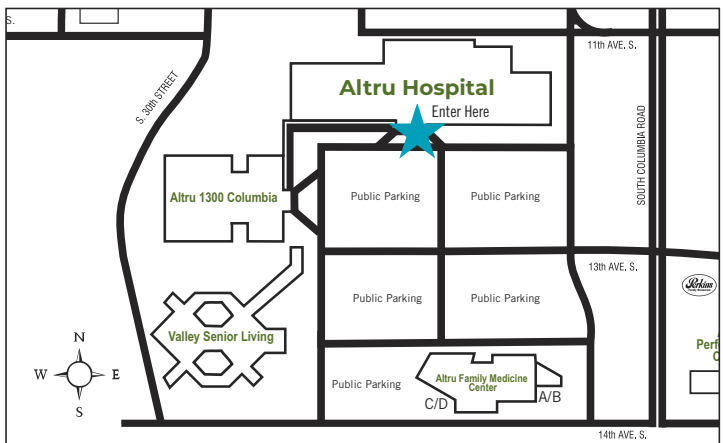 S.
11th AVE. S.
S. 30th STREET
Altru Hospital
Enter Here
SOUTH COLUMBIA ROAD
Altru 1300 Columbia
Public Parking
Public Parking
13th AVE. S.
Perkins
Public Parking
Public Parking
Valley Senior Living
N
W
E
S
Public Parking
Altru Family Medicine
Center
C/D
A/B
14th AVE. S.